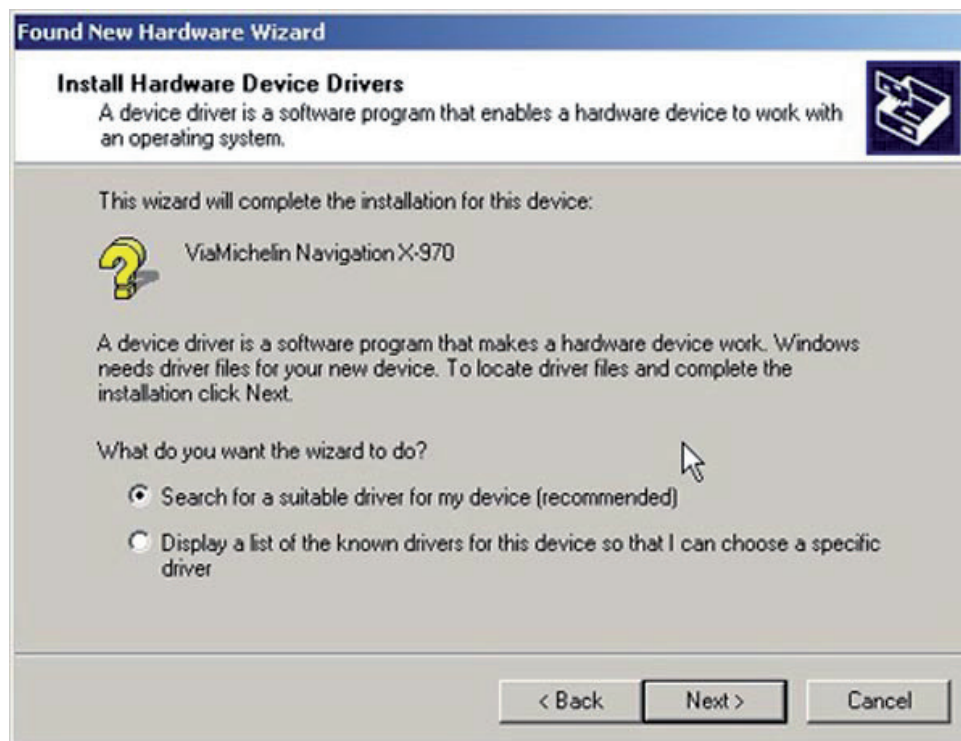 Found New Hardware Wizard
Install Hardware Device Drivers
A device driver is a software program that enables a hardware device to work with
an operating system.
This wizard will complete the installation for this device:
ViaMichelin Navigation X-970
A device driver is a software program that makes a hardware device work. Windows
needs driver files for your new device. To locate driver files and complete the
installation click Next.
What do you want the wizard to do?
Search for a suitable driver for my device (recommended)
Display a list of the known drivers for this device so that I can choose a specific
driver
< Back
Next >
Cancel